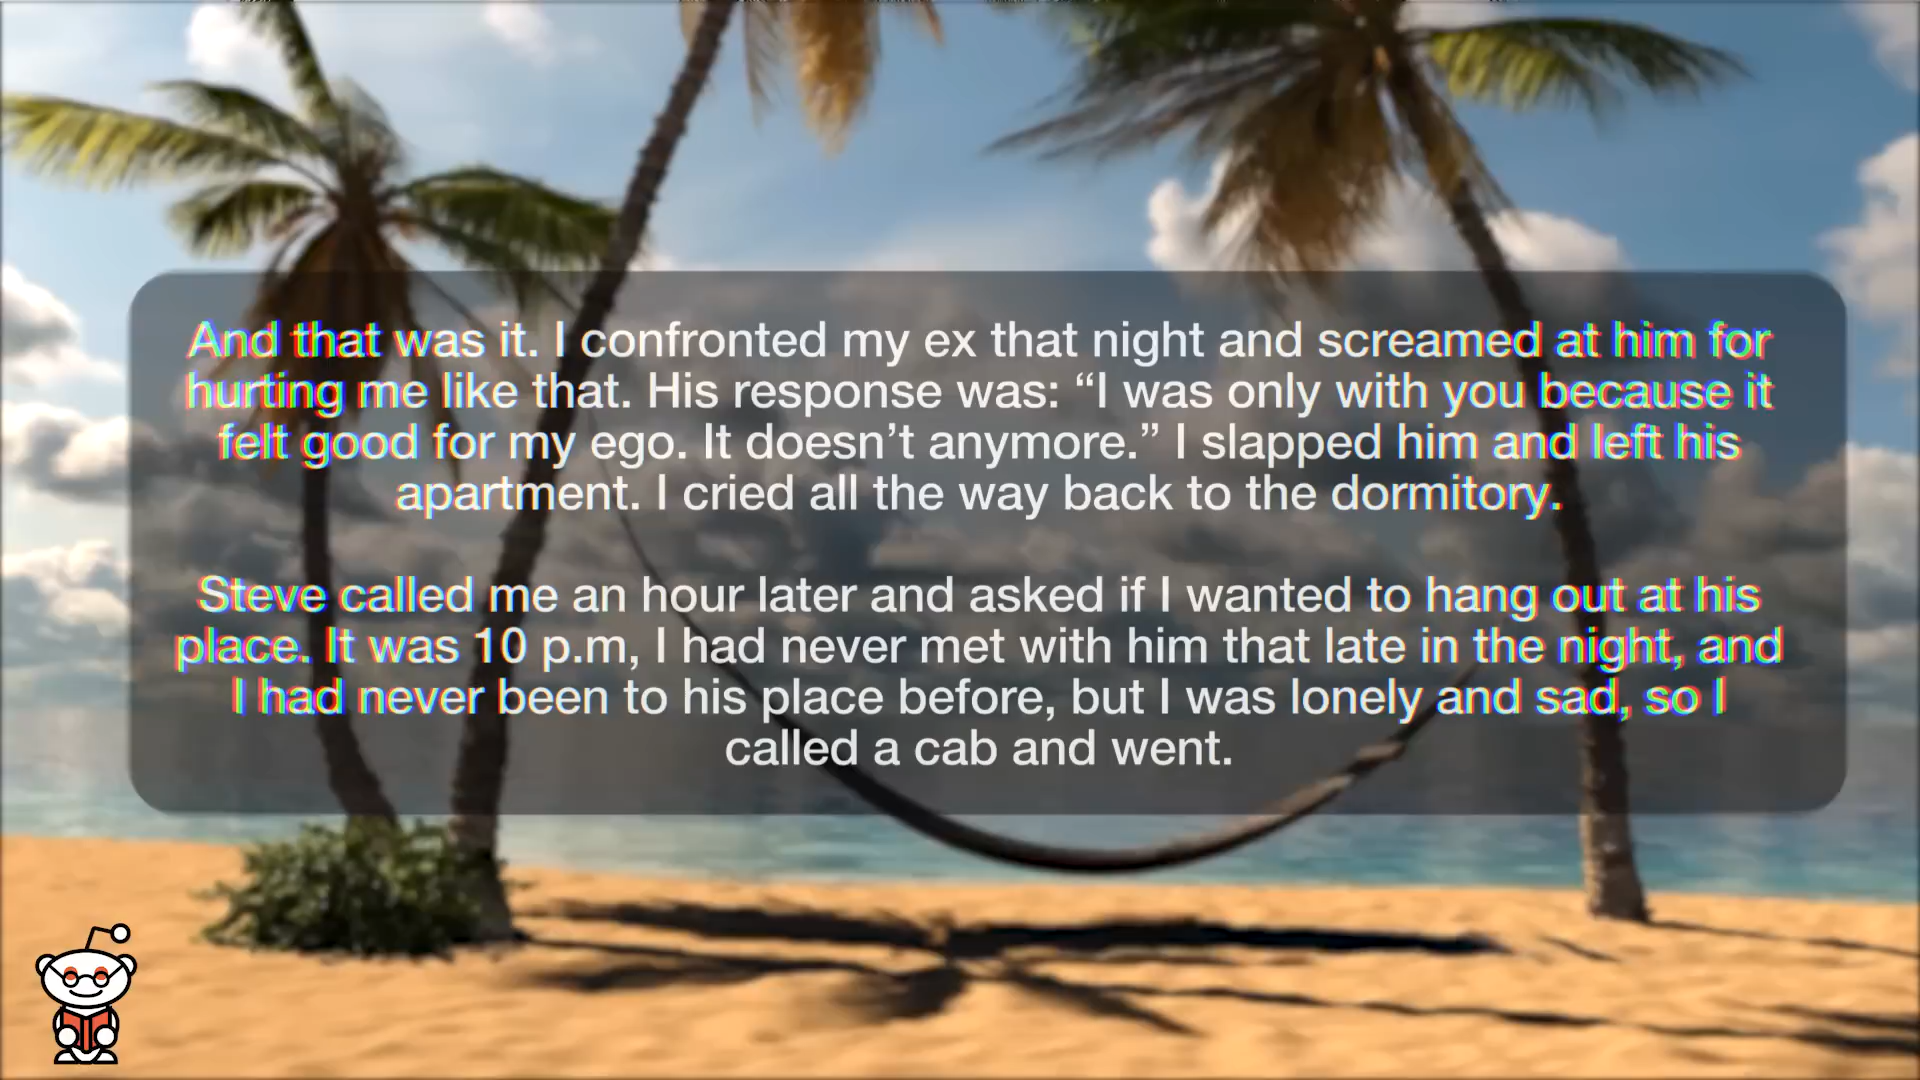 And that was it. I confronted my ex that night and screamed at him for
hurting me like that. His response was: “I was only with you because it
felt good for my ego. It doesn’t anymore.” I slapped him and left his
apartment. I cried all the way back to the dormitory.
Steve called me an hour later and asked if I wanted to hang out at his
place. It was 10 p.m, I had never met with him that late in the night, and
I had never been to his place before, but I was lonely and sad, so I
called a cab and went.